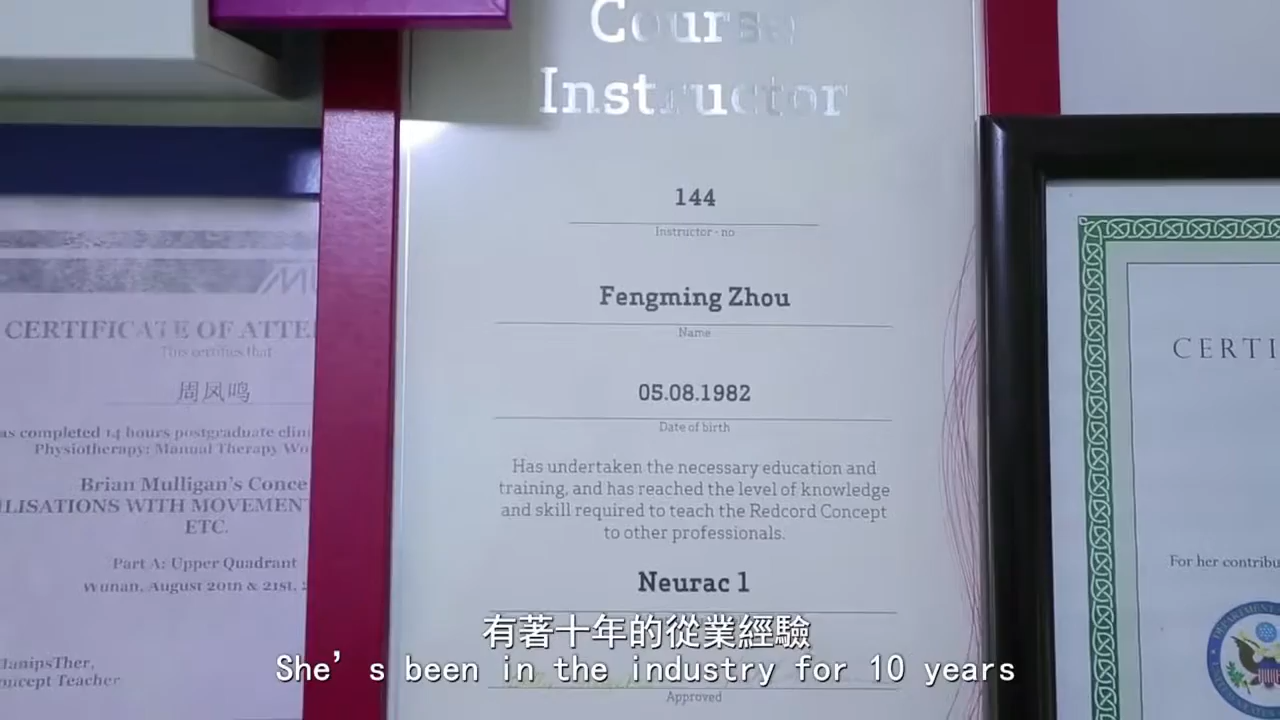 Course
Instructor
144
Instructor - no
Fengming Zhou
Name
05.08.1982
Date of birth
Has undertaken the necessary education and
training, and has reached the level of knowledge
and skill required to teach the Redcord Concept
to other professionals.
Neurac 1
Approved
CERTIFICATE OF ATTE
This certifies that
周凤鸣
as completed 14 hours postgraduate clin
Physiotherapy: Manual Therapy Wo
Brian Mulligan's Conce
LISATIONS WITH MOVEMENT
ETC.
Part A: Upper Quadrant
Wunan, August 20th & 21st,
ManipsTher,
oncept Teacher
CERTI
For her contribu
有著十年的從業經驗
She's been in the industry for 10 years